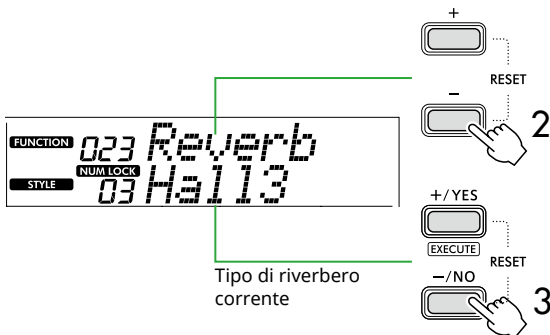 +
RESET
−
2
FUNCTION 023 Reverb
NUM LOCK
STYLE 03 Hall3
+/YES
EXECUTE
RESET
−/NO
3
Tipo di riverbero
corrente